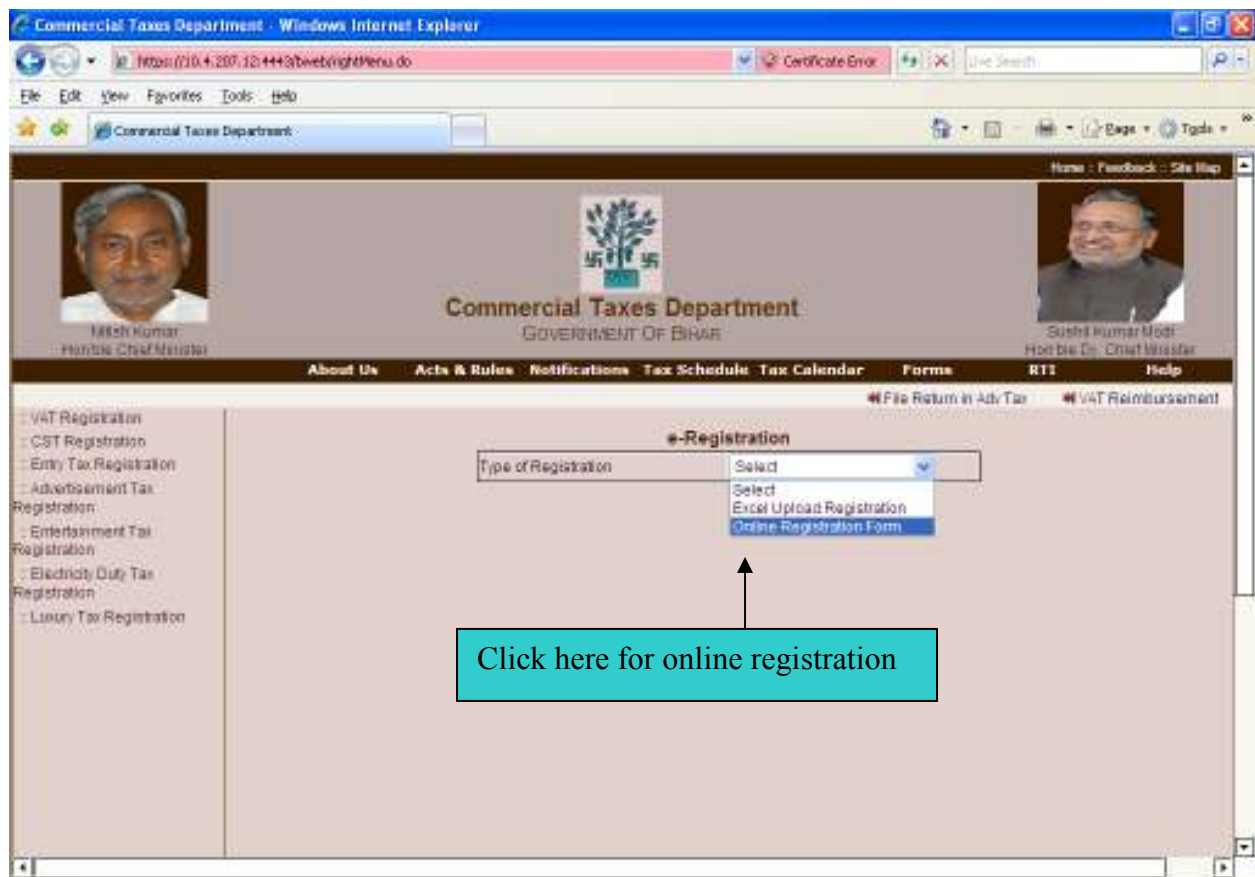 Commercial Taxes Department - Windows Internet Explorer
https://10.4.207.12:4443/bweb/rightMenu.do
Certificate Error
Live Search
File Edit View Favorites Tools Help
Commercial Taxes Department
Page Tools
Home :: Feedback :: Site Map
Nitish Kumar
Hon'ble Chief Minister
Commercial Taxes Department
GOVERNMENT OF BIHAR
Sushil Kumar Modi
Hon'ble Dy. Chief Minister
About Us Acts & Rules Notifications Tax Schedule Tax Calendar Forms RTI Help
File Return in Adv Tax VAT Reimbursement
:: VAT Registration
:: CST Registration
:: Entry Tax Registration
:: Advertisement Tax
Registration
:: Entertainment Tax
Registration
:: Electricity Duty Tax
Registration
:: Luxury Tax Registration
e-Registration
Type of Registration Select
Select
Excel Upload Registration
Online Registration Form
Click here for online registration